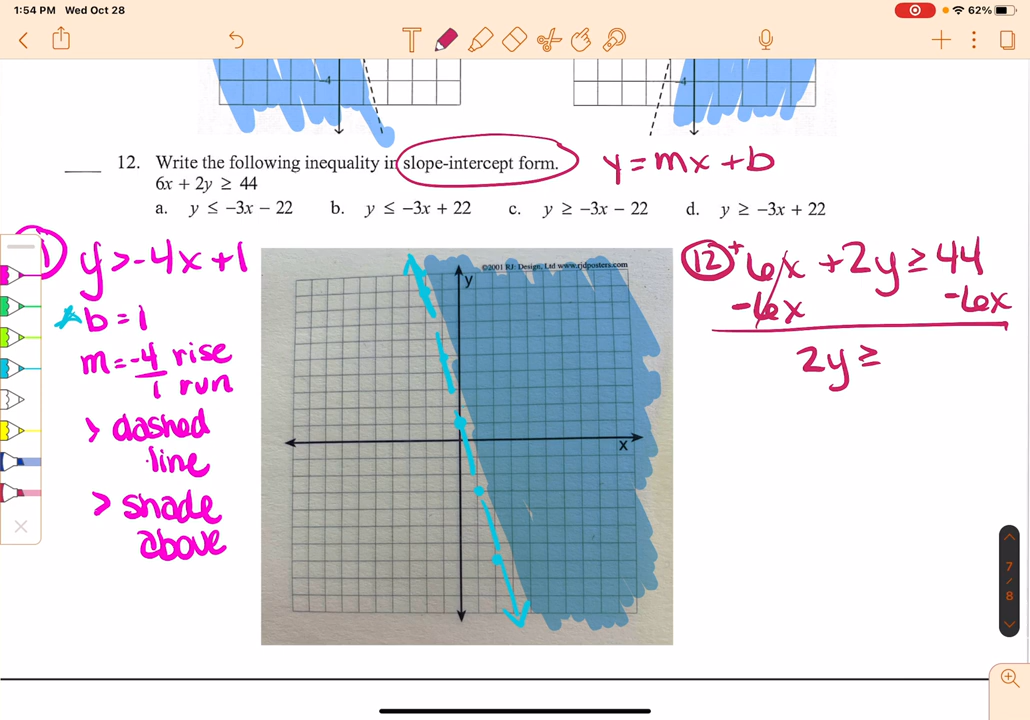 1:54 PM Wed Oct 28
62%
T
-4
-4
12. Write the following inequality in slope-intercept form.
y = mx + b
6x + 2y ≥ 44
a. y ≤ −3x − 22 b. y ≤ −3x + 22 c. y ≥ −3x − 22 d. y ≥ −3x + 22
1) y > -4x + 1
b = 1
m = -4 rise
1 run
> dashed
line
> shade
above
©2001 RJ Design, Ltd www.rjdposters.com
y
x
12 + 6x + 2y ≥ 44
-6x -6x
2y ≥
7
/
8